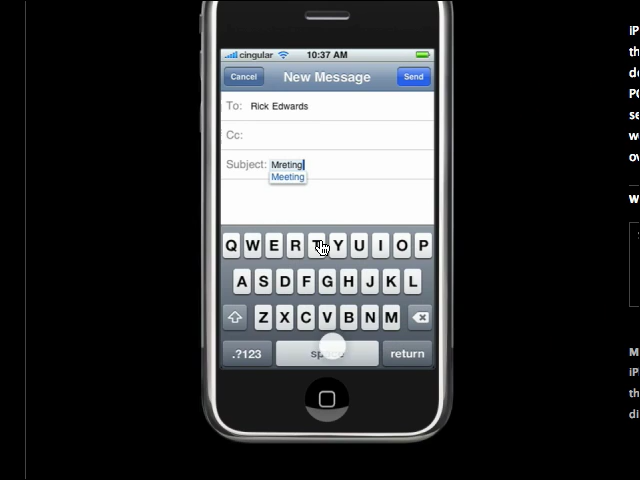 cingular 10:37 AM
Cancel New Message Send
To: Rick Edwards
Cc:
Subject: Mreting
Meeting
Q W E R T Y U I O P
A S D F G H J K L
Z X C V B N M
.?123 space return